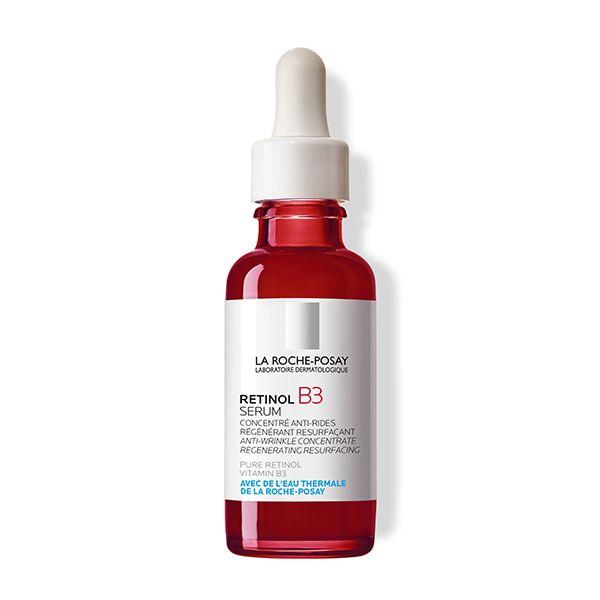 LA ROCHE-POSAY
LABORATOIRE DERMATOLOGIQUE
RETINOL B3
SERUM
CONCENTRÉ ANTI-RIDES
RÉGÉNÉRANT RESURFAÇANT
ANTI-WRINKLE CONCENTRATE
REGENERATING RESURFACING
PURE RETINOL
VITAMIN B3
AVEC DE L'EAU THERMALE
DE LA ROCHE-POSAY